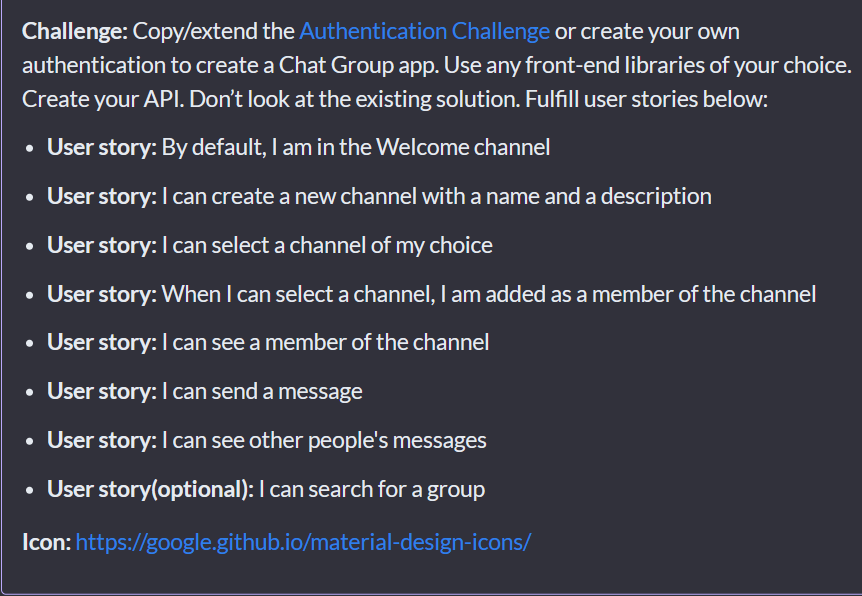 Challenge: Copy/extend the Authentication Challenge or create your own
authentication to create a Chat Group app. Use any front-end libraries of your choice.
Create your API. Don’t look at the existing solution. Fulfill user stories below:
• User story: By default, I am in the Welcome channel
• User story: I can create a new channel with a name and a description
• User story: I can select a channel of my choice
• User story: When I can select a channel, I am added as a member of the channel
• User story: I can see a member of the channel
• User story: I can send a message
• User story: I can see other people's messages
• User story(optional): I can search for a group
Icon: https://google.github.io/material-design-icons/